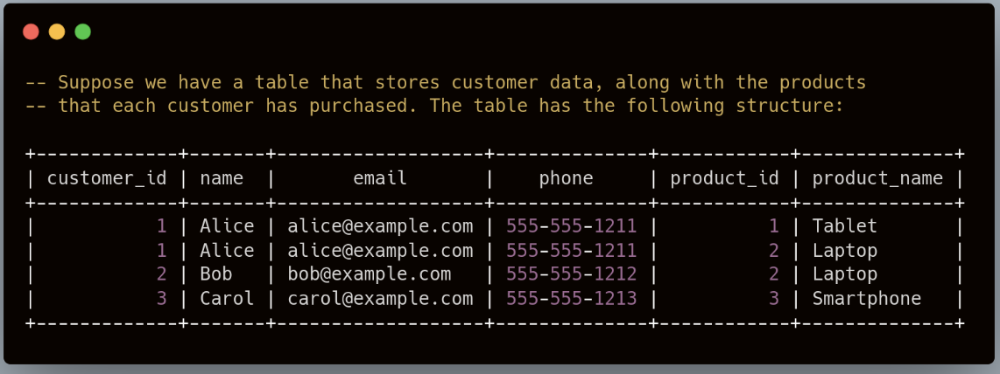 -- Suppose we have a table that stores customer data, along with the products
-- that each customer has purchased. The table has the following structure:
+-------------+-------+-------------------+--------------+------------+--------------+
| customer_id | name  |       email       |    phone     | product_id | product_name |
+-------------+-------+-------------------+--------------+------------+--------------+
|           1 | Alice | alice@example.com | 555-555-1211 |          1 | Tablet       |
|           1 | Alice | alice@example.com | 555-555-1211 |          2 | Laptop       |
|           2 | Bob   | bob@example.com   | 555-555-1212 |          2 | Laptop       |
|           3 | Carol | carol@example.com | 555-555-1213 |          3 | Smartphone   |
+-------------+-------+-------------------+--------------+------------+--------------+